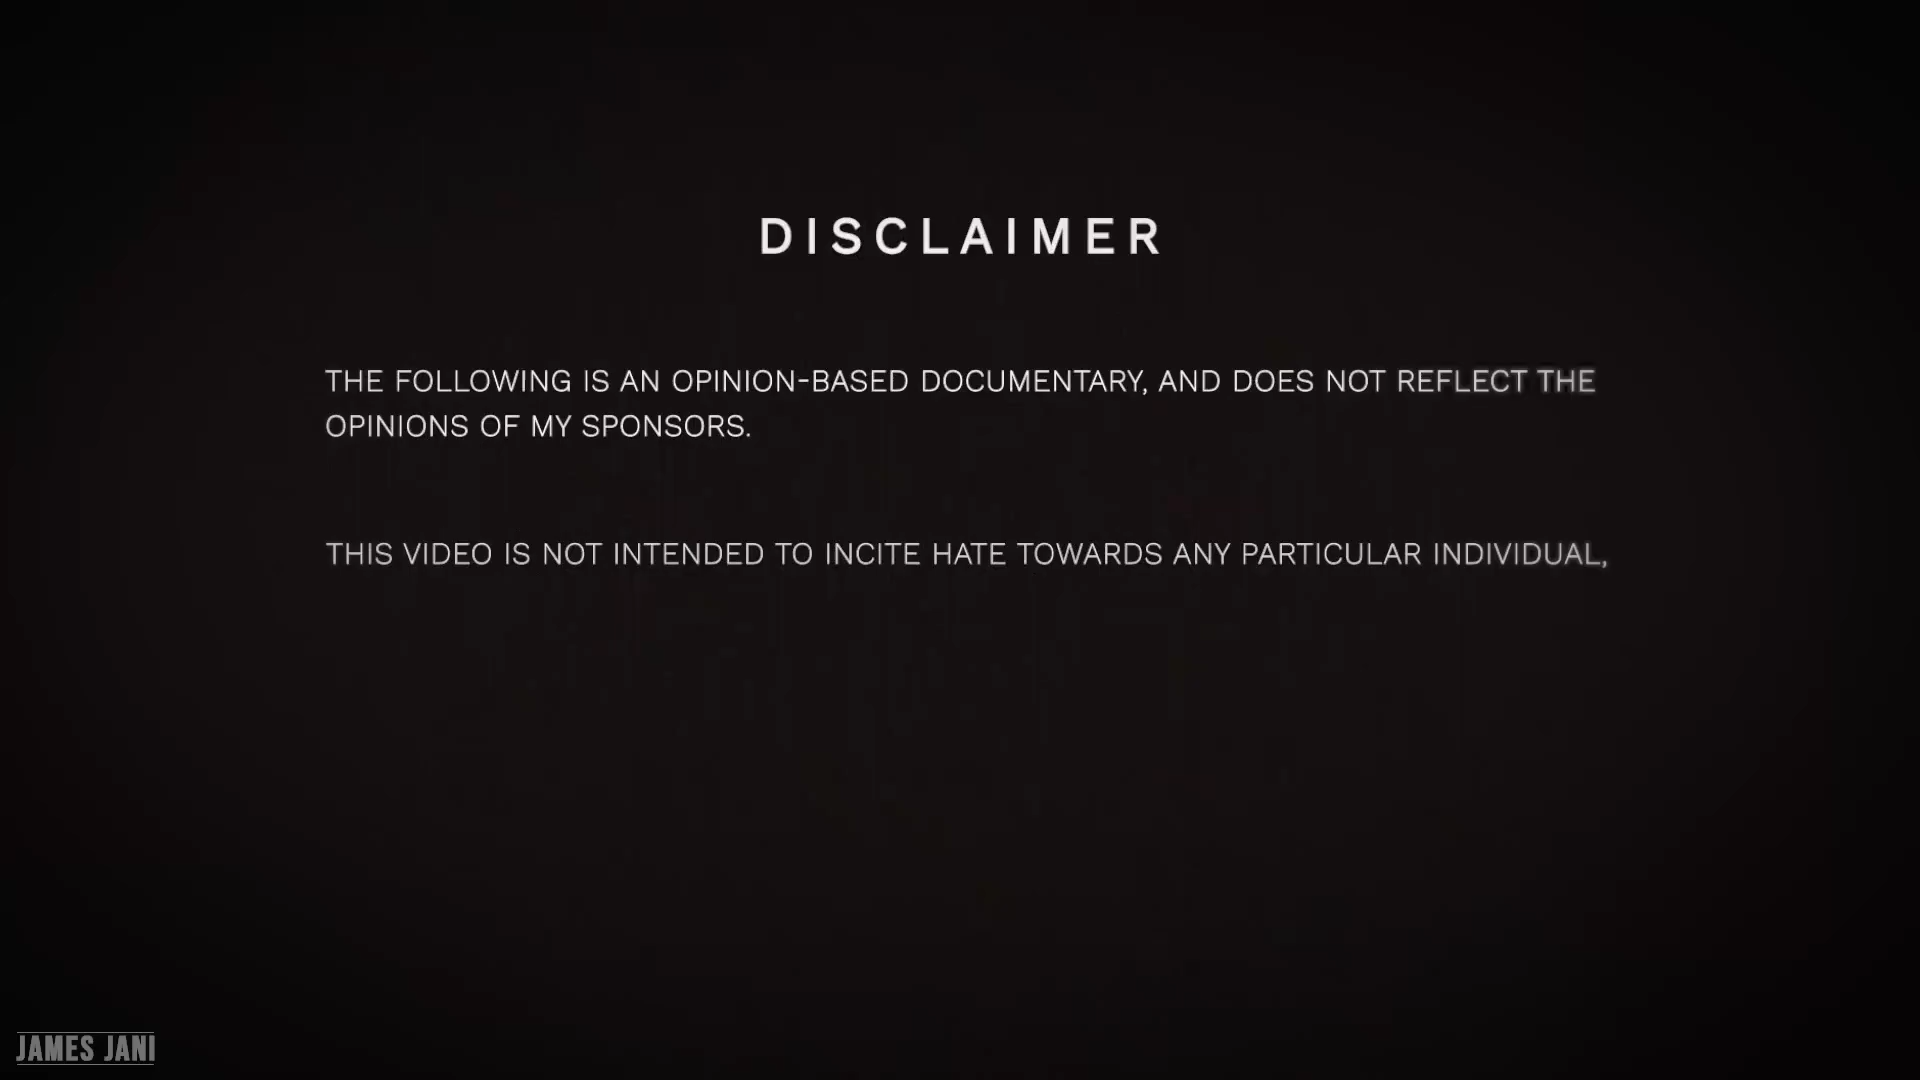 DISCLAIMER
THE FOLLOWING IS AN OPINION-BASED DOCUMENTARY, AND DOES NOT REFLECT THE
OPINIONS OF MY SPONSORS.
THIS VIDEO IS NOT INTENDED TO INCITE HATE TOWARDS ANY PARTICULAR INDIVIDUAL,
JAMES JANI